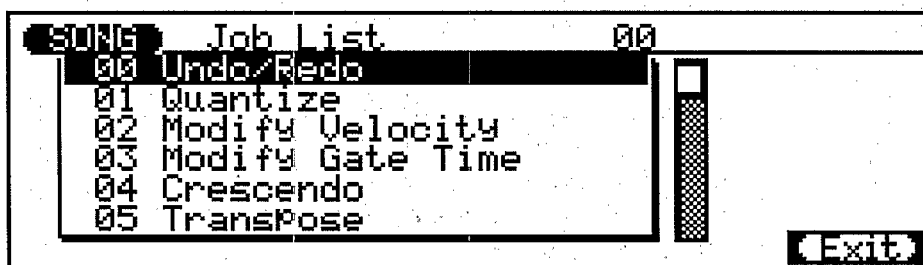 SONG Job List 00
00 Undo/Redo
01 Quantize
02 Modify Velocity
03 Modify Gate Time
04 Crescendo
05 Transpose
Exit